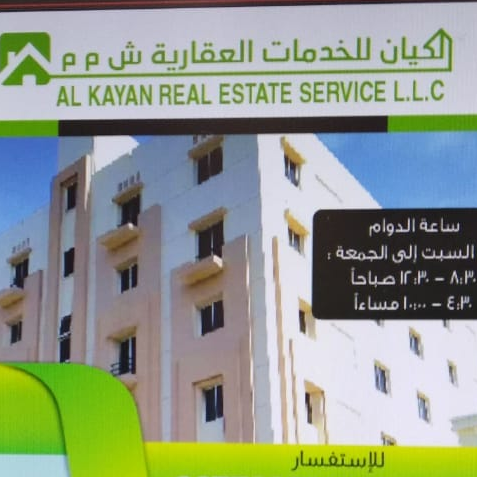 الكيان للخدمات العقارية ش م م
AL KAYAN REAL ESTATE SERVICE L.L.C
ساعة الدوام
السبت إلى الجمعة :
٨:٣٠ – ١٢:٣٠ صباحاً
٤:٣٠ – ١٠:٠٠ مساءاً
للإستفسار